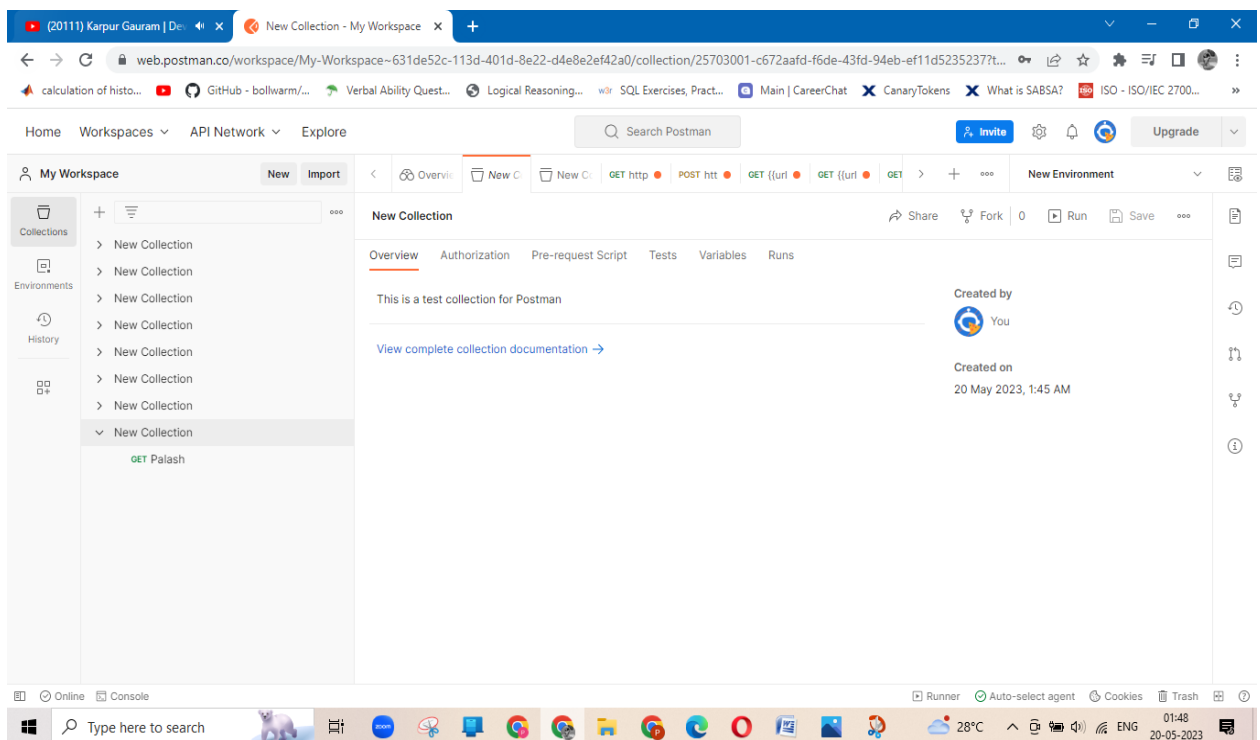 (20111) Karpur Gauram | Dev
New Collection - My Workspace
web.postman.co/workspace/My-Workspace~631de52c-113d-401d-8e22-d4e8e2ef42a0/collection/25703001-c672aafd-f6de-43fd-94eb-ef11d5235237?t...
calculation of histo... GitHub - bollwarm/... Verbal Ability Quest... Logical Reasoning... w3r SQL Exercises, Pract... Main | CareerChat CanaryTokens What is SABSA? ISO - ISO/IEC 2700... »
Home Workspaces API Network Explore Search Postman Invite Upgrade
My Workspace New Import Overvie New C New Co GET http POST htt GET {{url GET {{url GET New Environment
Collections
Environments
History
New Collection
New Collection
New Collection
New Collection
New Collection
New Collection
New Collection
New Collection
GET Palash
New Collection Share Fork 0 Run Save
Overview Authorization Pre-request Script Tests Variables Runs
This is a test collection for Postman
View complete collection documentation →
Created by
You
Created on
20 May 2023, 1:45 AM
Online Console Runner Auto-select agent Cookies Trash
Type here to search zoom 28°C ENG 01:48
20-05-2023